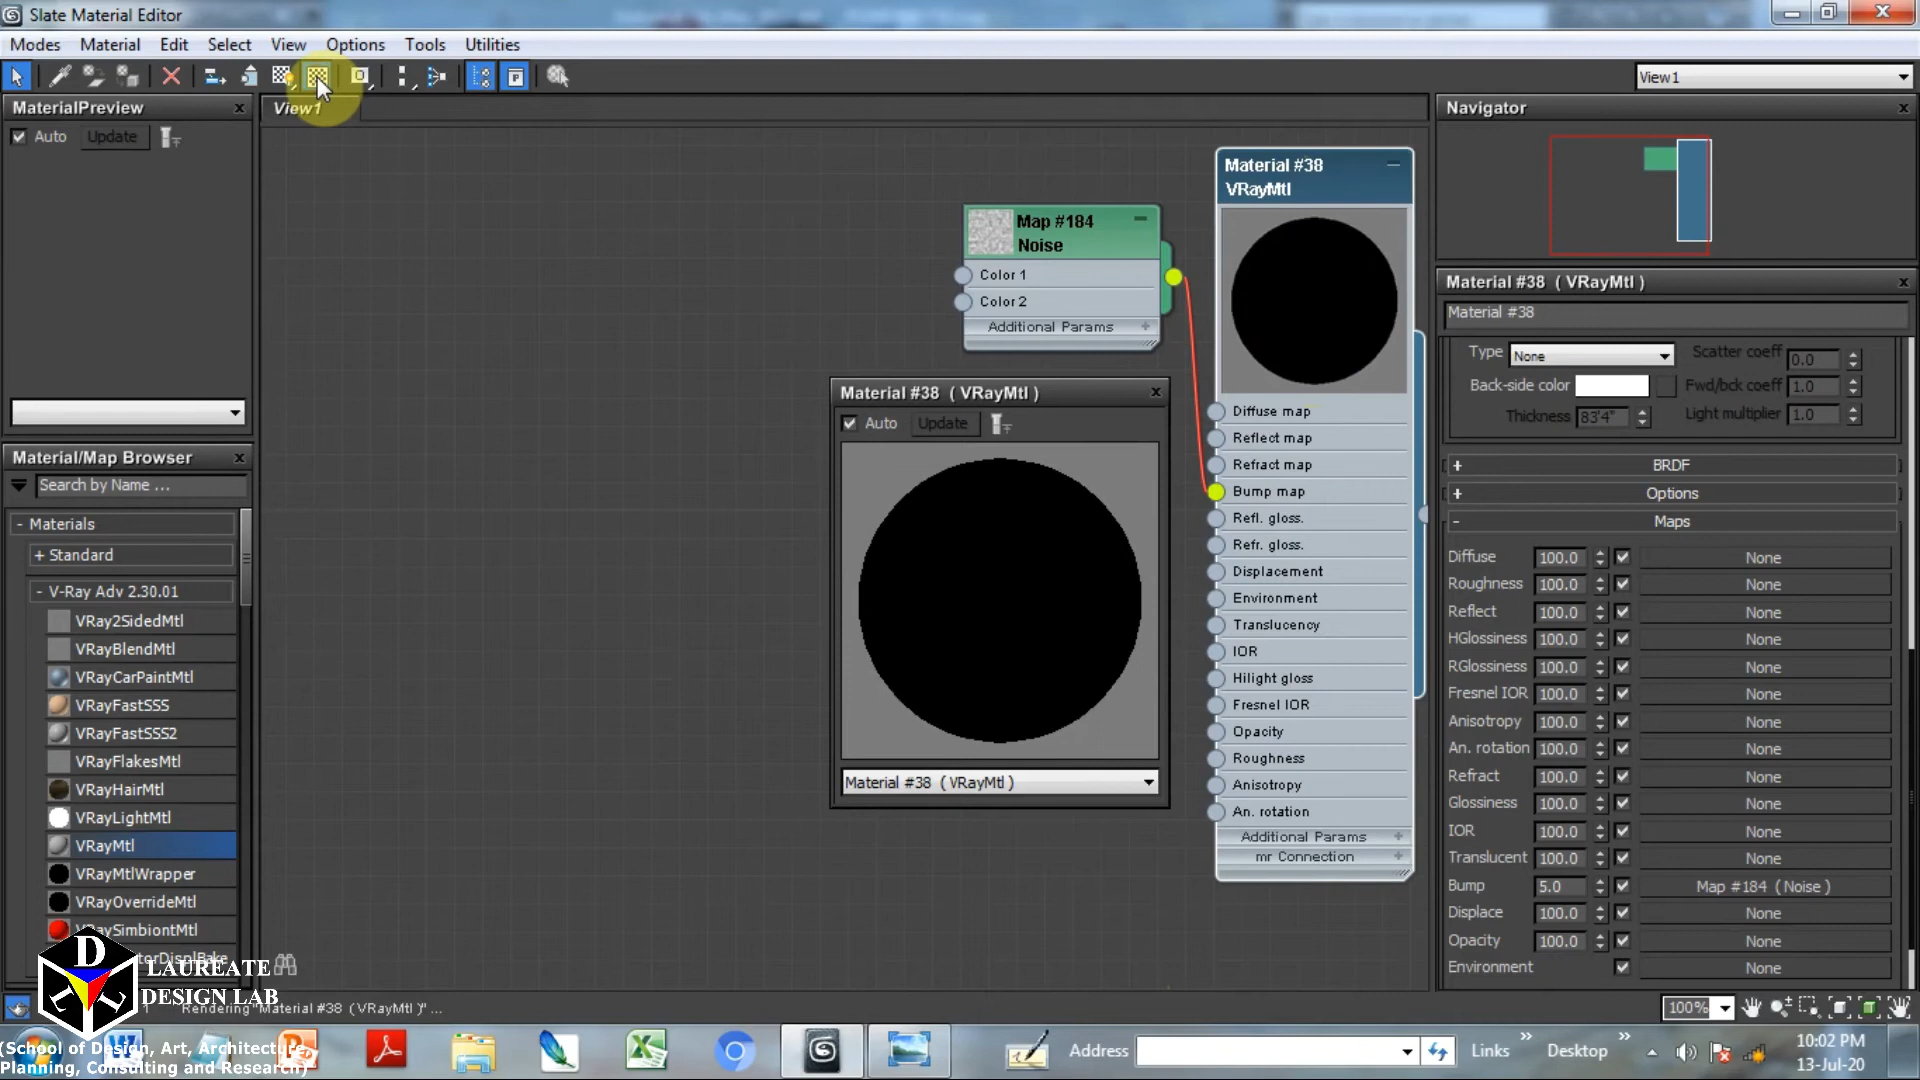 Slate Material Editor
Modes Material Edit Select View Options Tools Utilities
View1
MaterialPreview
Auto Update
Material/Map Browser
Search by Name ...
- Materials
+ Standard
- V-Ray Adv 2.30.01
VRay2SidedMtl
VRayBlendMtl
VRayCarPaintMtl
VRayFastSSS
VRayFastSSS2
VRayFlakesMtl
VRayHairMtl
VRayLightMtl
VRayMtl
VRayMtlWrapper
VRayOverrideMtl
VRaySimbiontMtl
View1
Map #184
Noise
Color 1
Color 2
Additional Params +
Material #38 ( VRayMtl )
Auto Update
Material #38 ( VRayMtl )
Material #38
VRayMtl
Diffuse map
Reflect map
Refract map
Bump map
Refl. gloss.
Refr. gloss.
Displacement
Environment
Translucency
IOR
Hilight gloss
Fresnel IOR
Opacity
Roughness
Anisotropy
An. rotation
Additional Params +
mr Connection +
Navigator
Material #38 ( VRayMtl )
Material #38
Type None Scatter coeff 0.0
Back-side color Fwd/bck coeff 1.0
Thickness 83'4" Light multiplier 1.0
+ BRDF
+ Options
- Maps
Diffuse 100.0 None
Roughness 100.0 None
Reflect 100.0 None
HGlossiness 100.0 None
RGlossiness 100.0 None
Fresnel IOR 100.0 None
Anisotropy 100.0 None
An. rotation 100.0 None
Refract 100.0 None
Glossiness 100.0 None
IOR 100.0 None
Translucent 100.0 None
Bump 5.0 Map #184 ( Noise )
Displace 100.0 None
Opacity 100.0 None
Environment None
D LAUREATE
DESIGN LAB
(School of Design, Art, Architecture,
Planning, Consulting and Research)
Rendering "Material #38 ( VRayMtl )" ...
100%
Address Links » Desktop »
10:02 PM
13-Jul-20